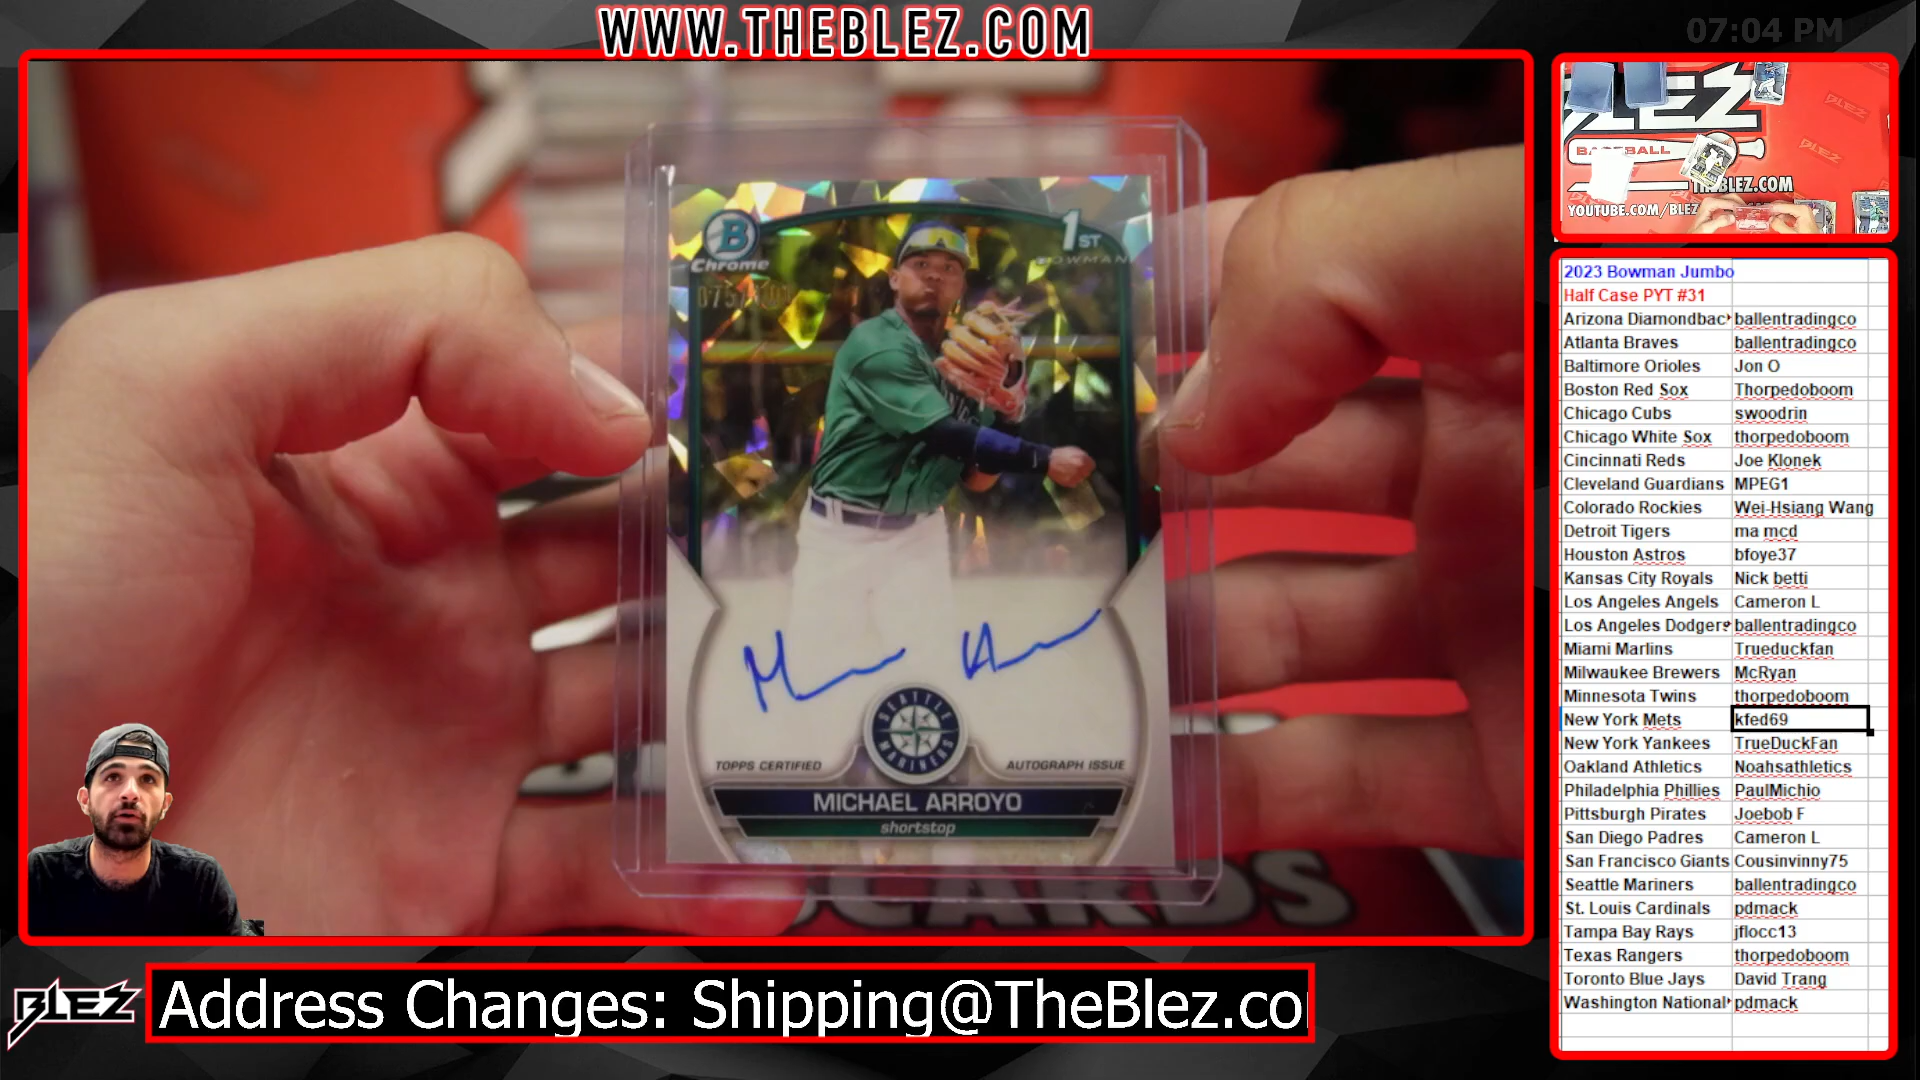 WWW.THEBLEZ.COM
07:04 PM
B
Chrome
1ST
BOWMAN
TOPPS CERTIFIED
AUTOGRAPH ISSUE
SEATTLE
MARINERS
MICHAEL ARROYO
shortstop
CARDS
BLEZ
BASEBALL
BLEZ
BLEZ
THEBLEZ.COM
YOUTUBE.COM/BLEZ
2023 Bowman Jumbo
Half Case PYT #31
Arizona Diamondbac ballentradingco
Atlanta Braves ballentradingco
Baltimore Orioles Jon O
Boston Red Sox Thorpedoboom
Chicago Cubs swoodrin
Chicago White Sox thorpedoboom
Cincinnati Reds Joe Klonek
Cleveland Guardians MPEG1
Colorado Rockies Wei-Hsiang Wang
Detroit Tigers ma mcd
Houston Astros bfoye37
Kansas City Royals Nick betti
Los Angeles Angels Cameron L
Los Angeles Dodgers ballentradingco
Miami Marlins Trueduckfan
Milwaukee Brewers McRyan
Minnesota Twins thorpedoboom
New York Mets kfed69
New York Yankees TrueDuckFan
Oakland Athletics Noahsathletics
Philadelphia Phillies PaulMichio
Pittsburgh Pirates Joebob F
San Diego Padres Cameron L
San Francisco Giants Cousinvinny75
Seattle Mariners ballentradingco
St. Louis Cardinals pdmack
Tampa Bay Rays jflocc13
Texas Rangers thorpedoboom
Toronto Blue Jays David Trang
Washington National pdmack
BLEZ
Address Changes: Shipping@TheBlez.co